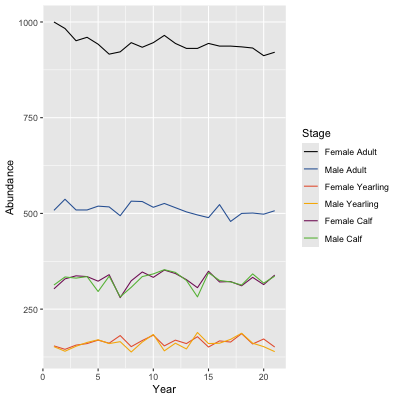 1000
750
500
250
Abundance
0
5
10
15
20
Year
Stage
Female Adult
Male Adult
Female Yearling
Male Yearling
Female Calf
Male Calf